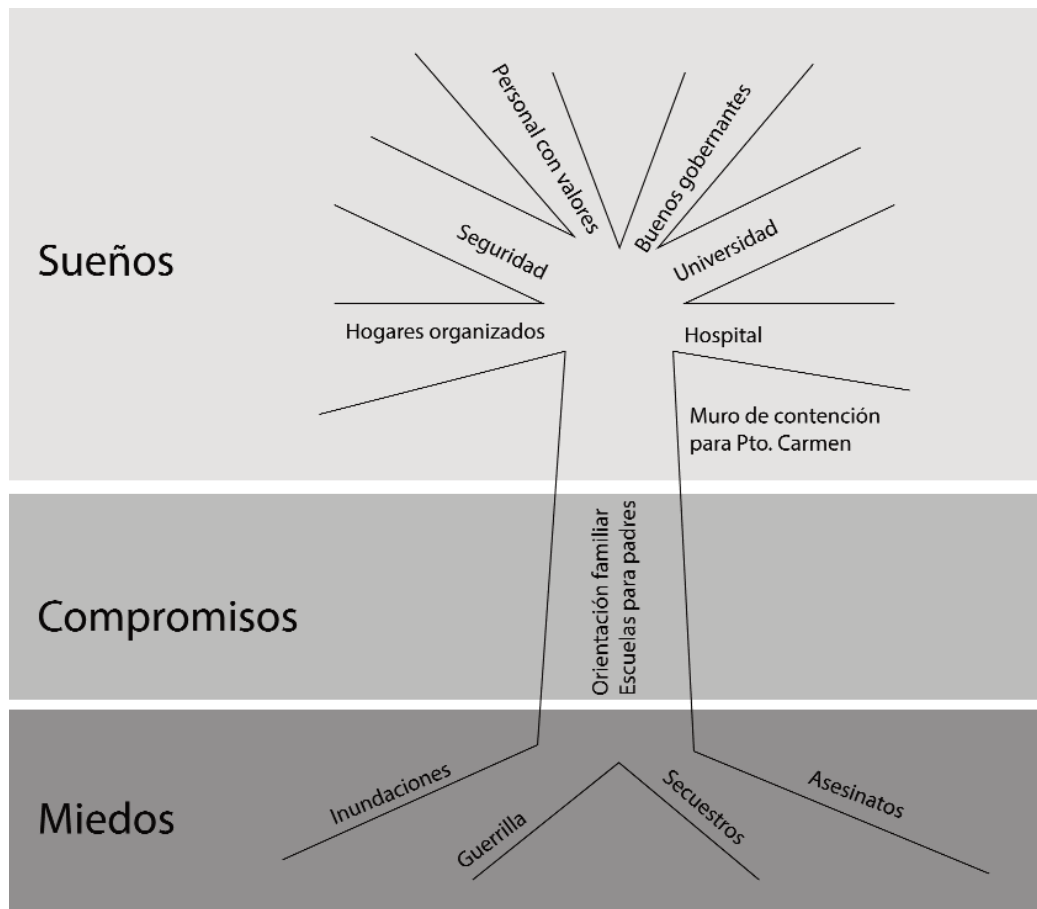 Sueños
Personal con valores
Buenos gobernantes
Seguridad
Universidad
Hogares organizados
Hospital
Muro de contención
para Pto. Carmen
Compromisos
Orientación familiar
Escuelas para padres
Miedos
Inundaciones
Guerrilla
Secuestros
Asesinatos